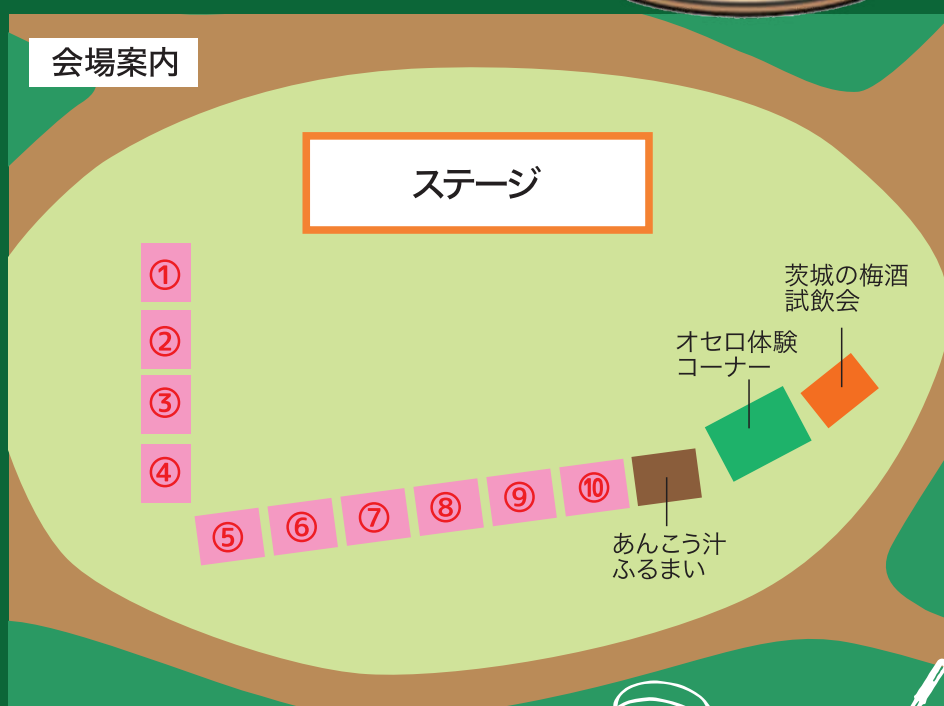 会場案内
ステージ
①
②
③
④
⑤
⑥
⑦
⑧
⑨
⑩
あんこう汁
ふるまい
オセロ体験
コーナー
茨城の梅酒
試飲会